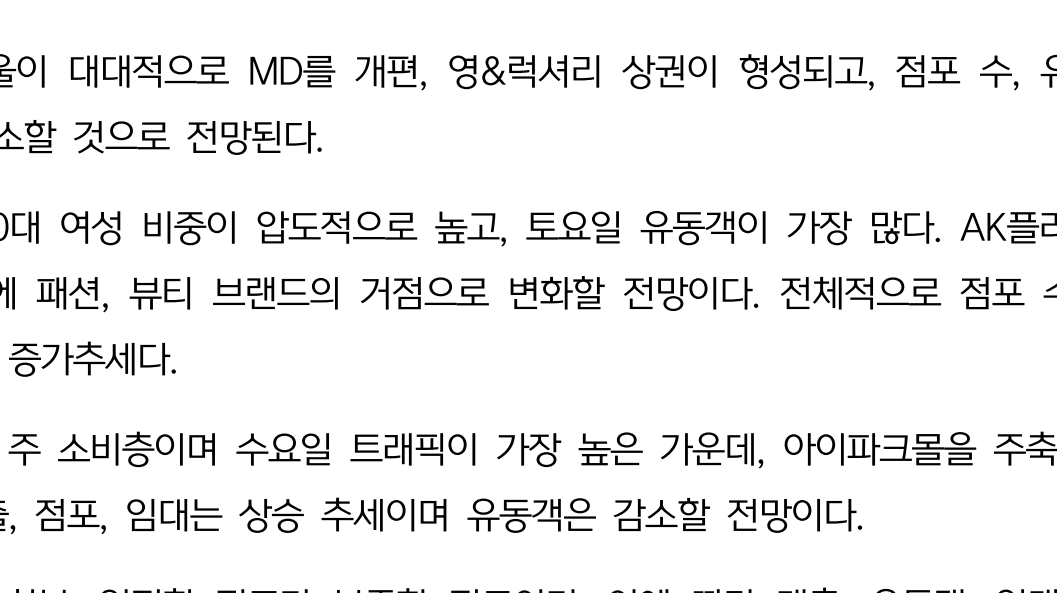 울이 대대적으로 MD를 개편, 영&럭셔리 상권이 형성되고, 점포 수,
소할 것으로 전망된다.
0대 여성 비중이 압도적으로 높고, 토요일 유동객이 가장 많다. AK플라
에 패션, 뷰티 브랜드의 거점으로 변화할 전망이다. 전체적으로 점포
증가추세다.
주 소비층이며 수요일 트래픽이 가장 높은 가운데, 아이파크몰을 주축
출, 점포, 임대는 상승 추세이며 유동객은 감소할 전망이다.